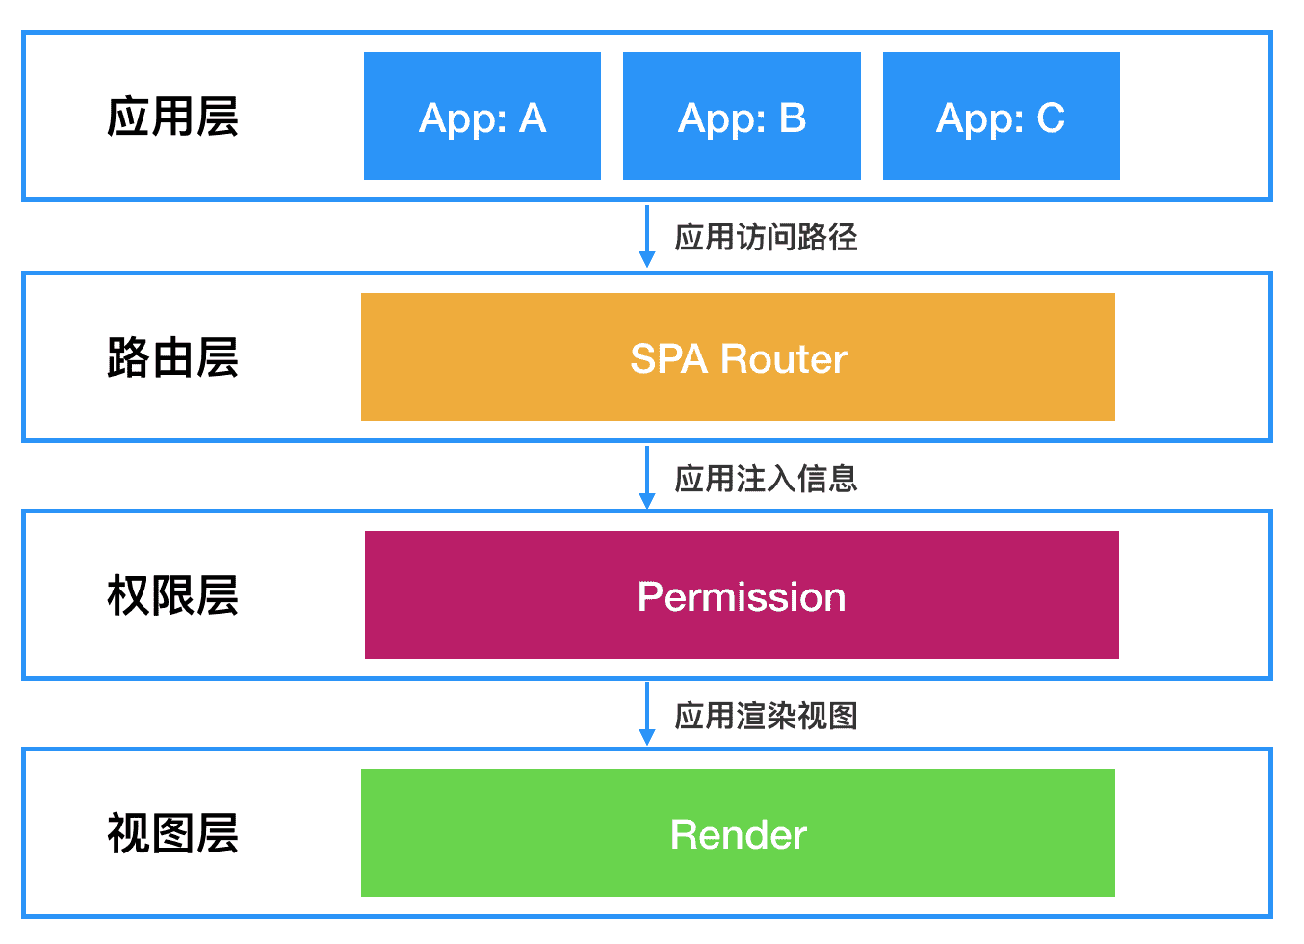 应用层
App: A
App: B
App: C
应用访问路径
路由层
SPA Router
应用注入信息
权限层
Permission
应用渲染视图
视图层
Render